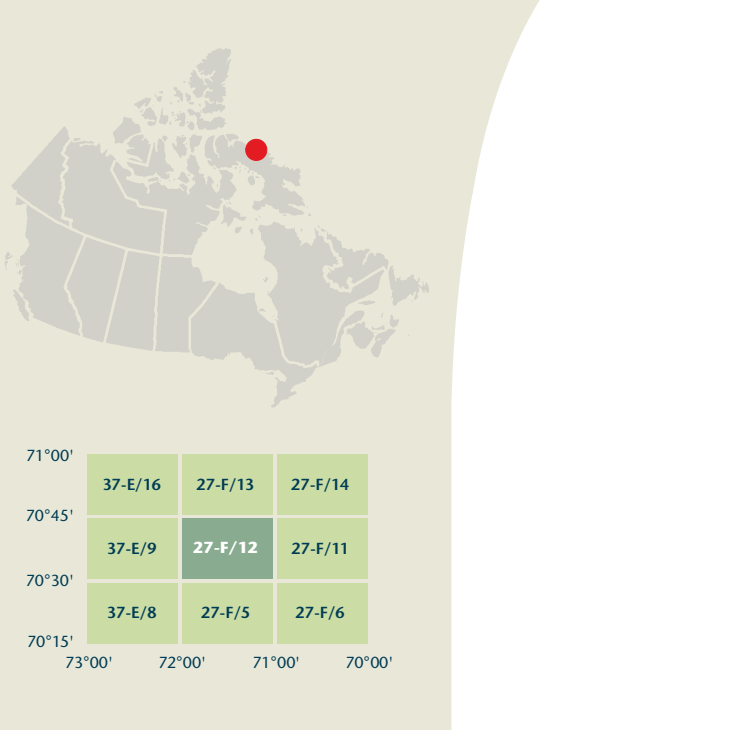 71°00'
37-E/16 27-F/13 27-F/14
70°45'
37-E/9 27-F/12 27-F/11
70°30'
37-E/8 27-F/5 27-F/6
70°15'
73°00' 72°00' 71°00' 70°00'